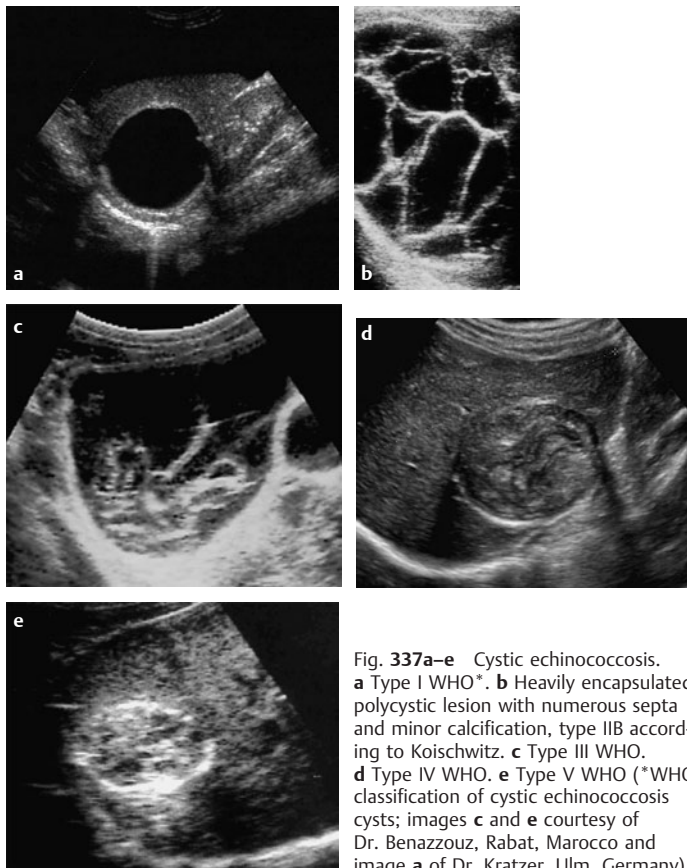 a
b
c
d
e
Fig. 337a–e Cystic echinococcosis.
a Type I WHO*. b Heavily encapsulated
polycystic lesion with numerous septa
and minor calcification, type IIB accord-
ing to Koischwitz. c Type III WHO.
d Type IV WHO. e Type V WHO (*WHO
classification of cystic echinococcosis
cysts; images c and e courtesy of
Dr. Benazzouz, Rabat, Marocco and
image a of Dr. Kratzer, Ulm, Germany)